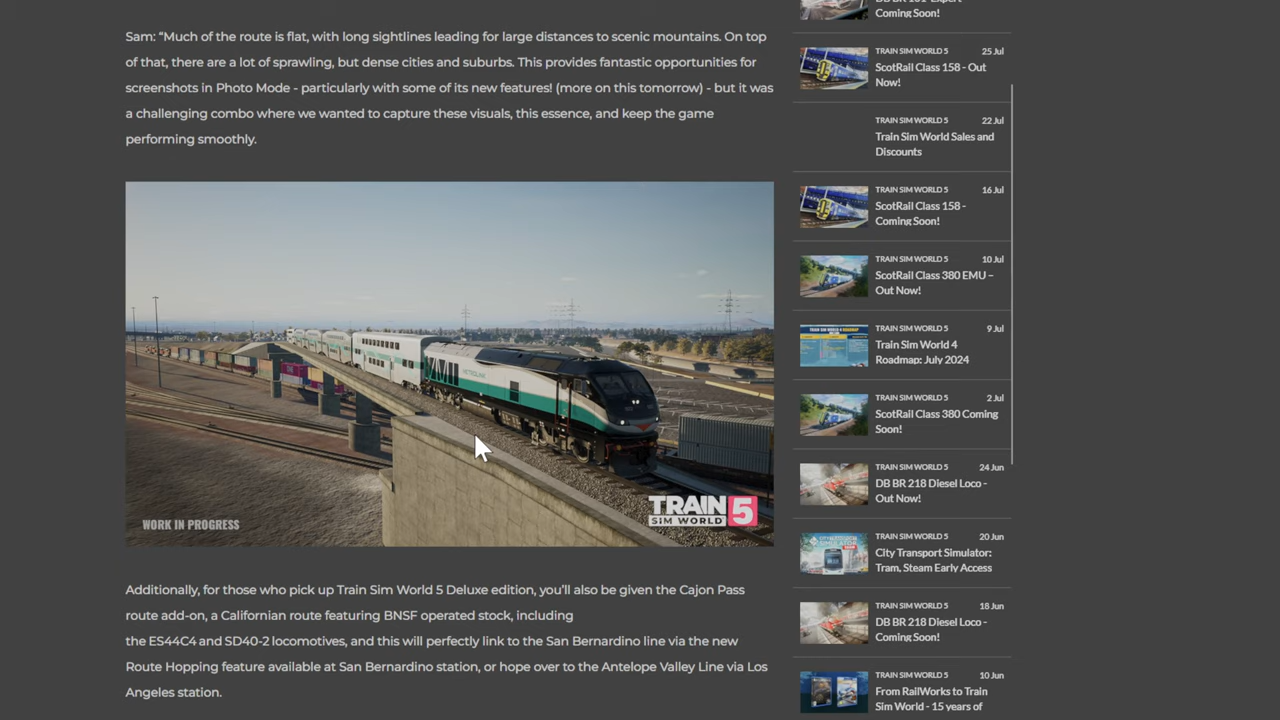 Sam: “Much of the route is flat, with long sightlines leading for large distances to scenic mountains. On top
of that, there are a lot of sprawling, but dense cities and suburbs. This provides fantastic opportunities for
screenshots in Photo Mode - particularly with some of its new features! (more on this tomorrow) - but it was
a challenging combo where we wanted to capture these visuals, this essence, and keep the game
performing smoothly.
METROLINK
WORK IN PROGRESS
TRAIN
SIM WORLD 5
Additionally, for those who pick up Train Sim World 5 Deluxe edition, you’ll also be given the Cajon Pass
route add-on, a Californian route featuring BNSF operated stock, including
the ES44C4 and SD40-2 locomotives, and this will perfectly link to the San Bernardino line via the new
Route Hopping feature available at San Bernardino station, or hope over to the Antelope Valley Line via Los
Angeles station.
Coming Soon!
TRAIN SIM WORLD 5 25 Jul
ScotRail Class 158 - Out
Now!
TRAIN SIM WORLD 5 22 Jul
Train Sim World Sales and
Discounts
TRAIN SIM WORLD 5 16 Jul
ScotRail Class 158 -
Coming Soon!
TRAIN SIM WORLD 5 10 Jul
ScotRail Class 380 EMU –
Out Now!
TRAIN SIM WORLD 5 9 Jul
Train Sim World 4
Roadmap: July 2024
TRAIN SIM WORLD 5 2 Jul
ScotRail Class 380 Coming
Soon!
TRAIN SIM WORLD 5 24 Jun
DB BR 218 Diesel Loco -
Out Now!
TRAIN SIM WORLD 5 20 Jun
City Transport Simulator:
Tram, Steam Early Access
TRAIN SIM WORLD 5 18 Jun
DB BR 218 Diesel Loco -
Coming Soon!
TRAIN SIM WORLD 5 10 Jun
From RailWorks to Train
Sim World - 15 years of